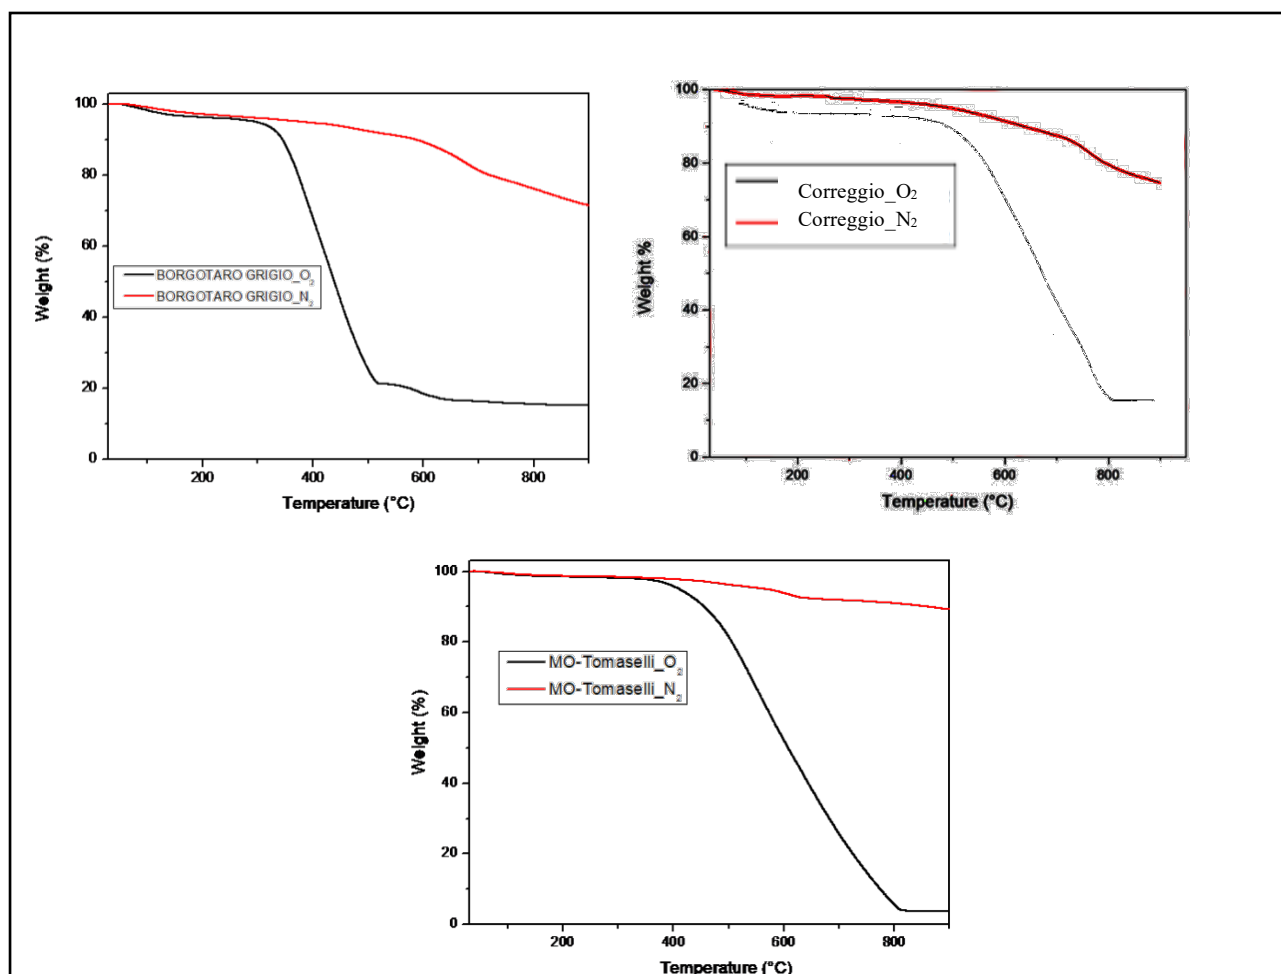 100
80
60
40
20
0
Weight (%)
BORGOTARO GRIGIO_O₂
BORGOTARO GRIGIO_N₂
200
400
600
800
Temperature (°C)
100
80
60
40
20
0
Weight %
Correggio_O₂
Correggio_N₂
200
400
600
800
Temperature (°C)
100
80
60
40
20
0
Weight (%)
MO-Tomaselli_O₂
MO-Tomaselli_N₂
200
400
600
800
Temperature (°C)